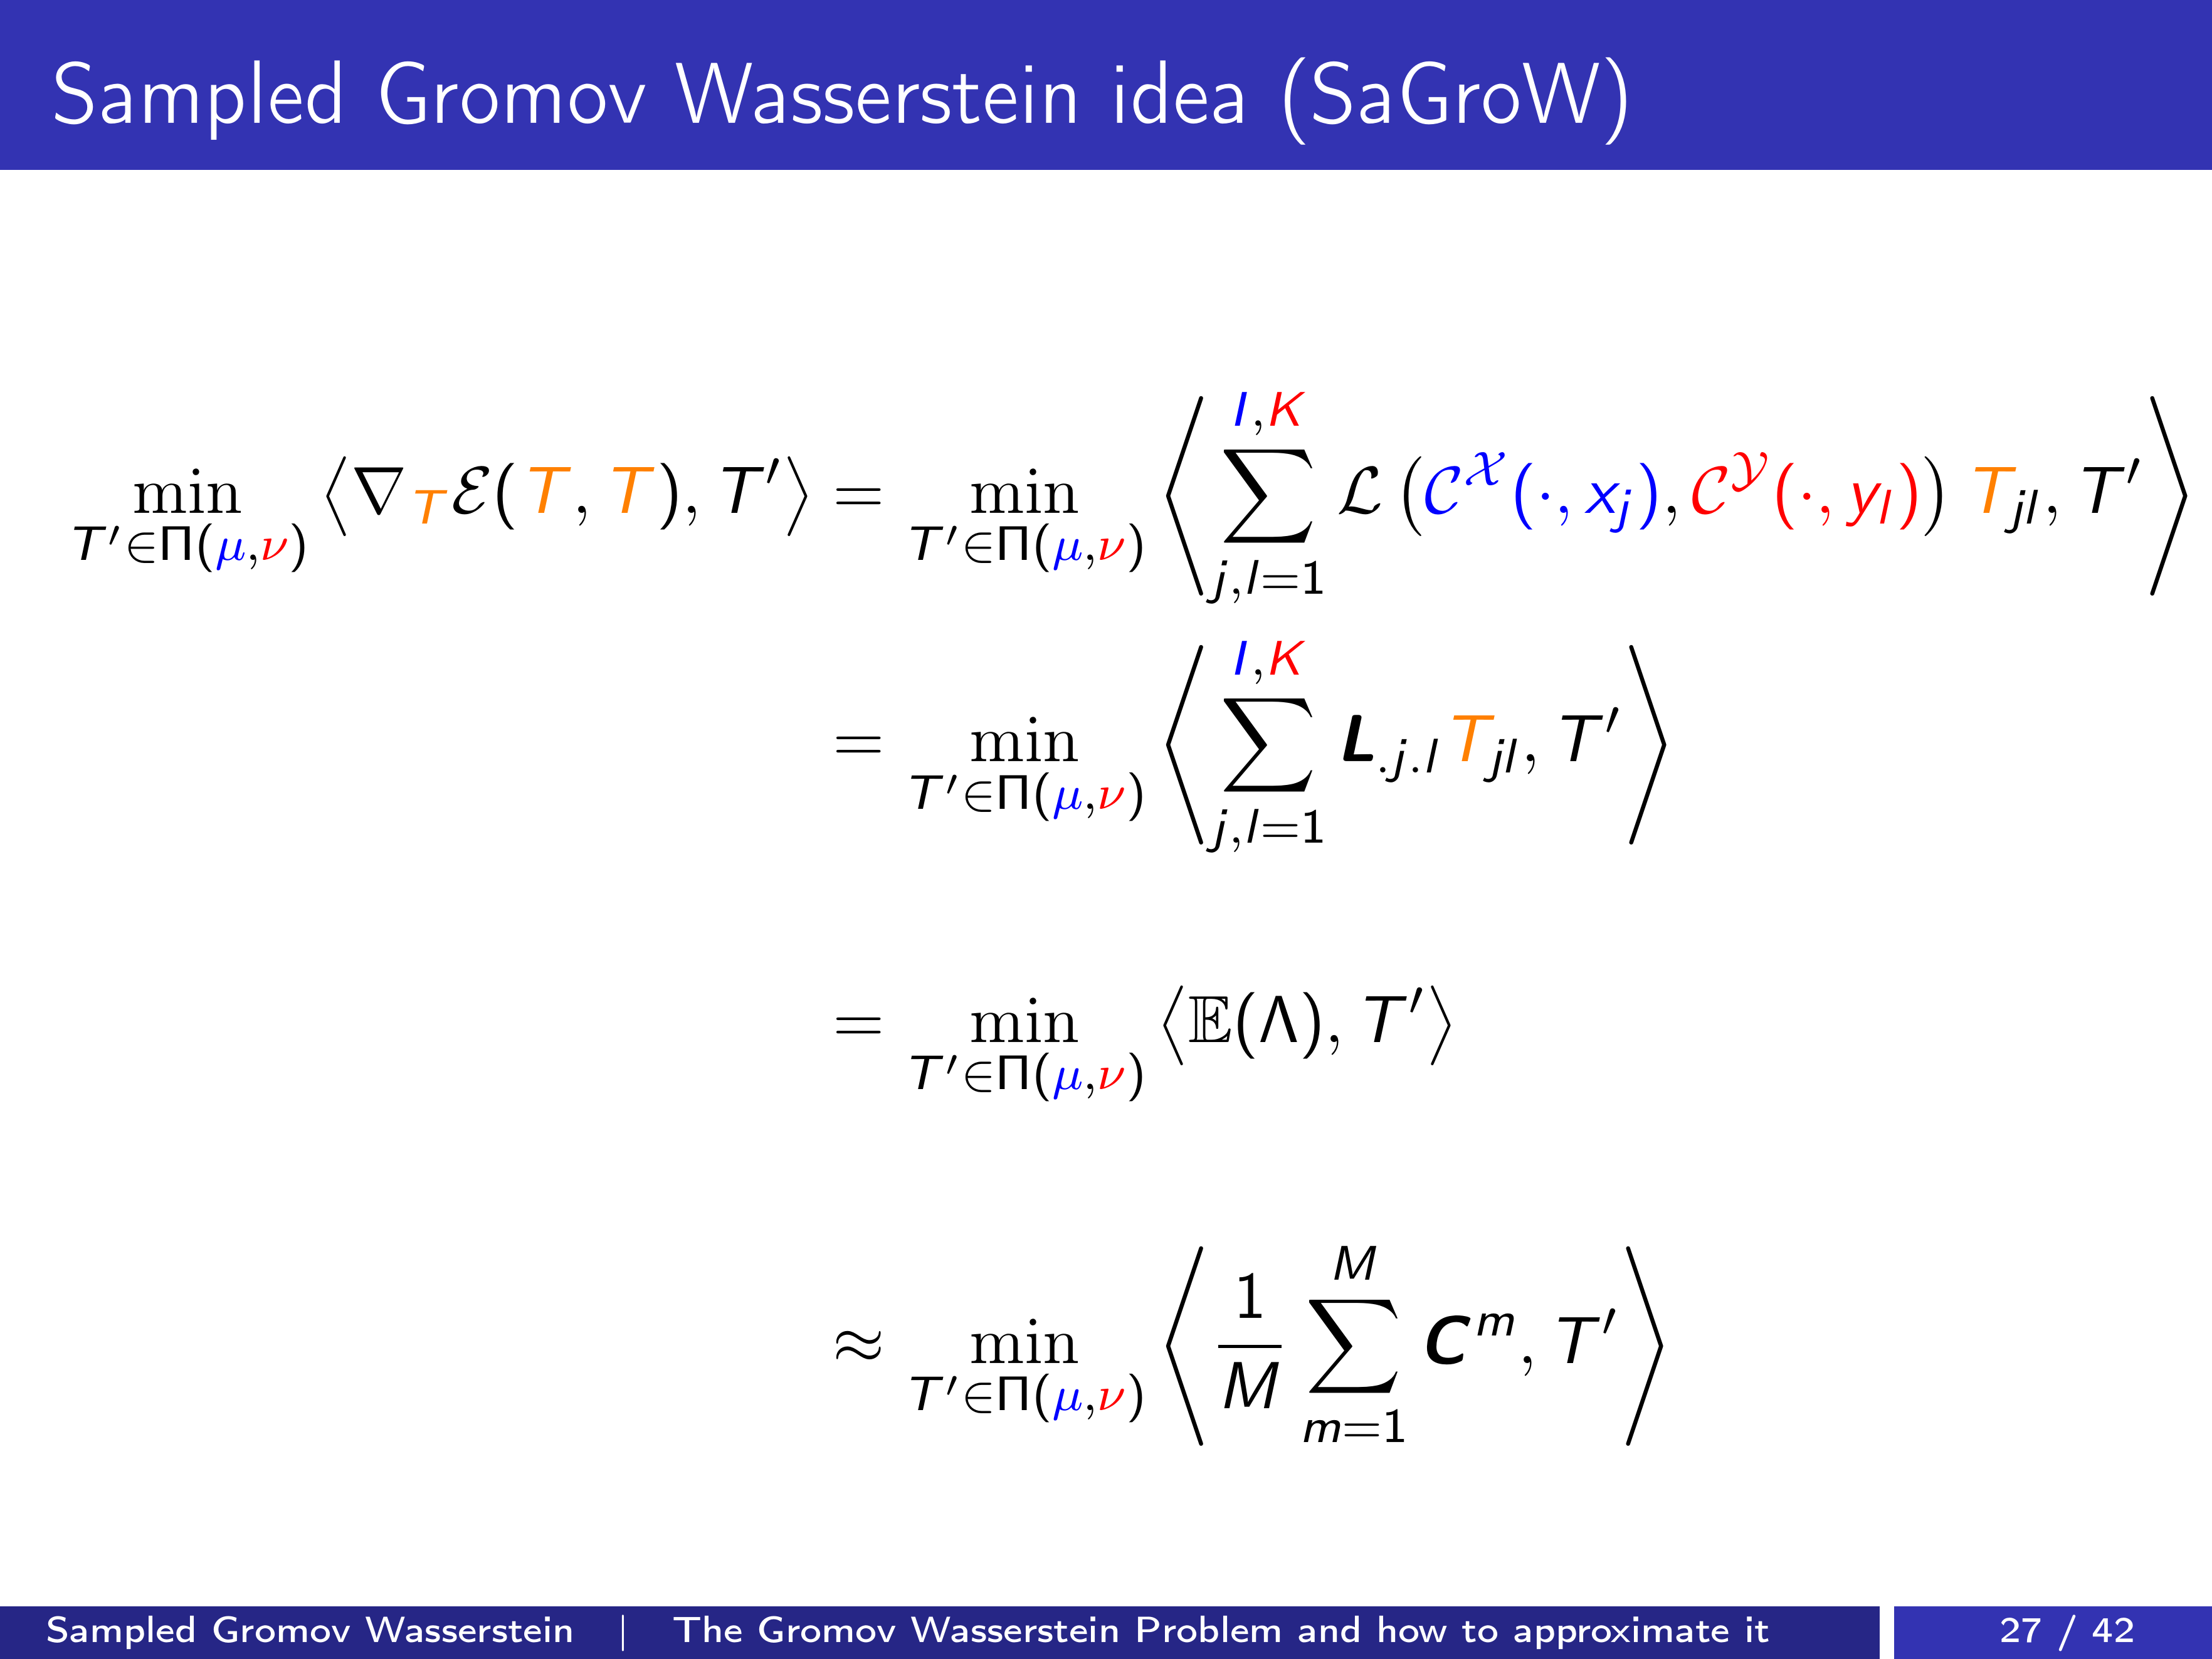 Sampled Gromov Wasserstein idea (SaGroW)
$\min_{T' \in \Pi(\mu,\nu)} \langle \nabla_T \mathcal{E}(T, T), T' \rangle = \min_{T' \in \Pi(\mu,\nu)} \left\langle \sum_{j,l=1}^{I,K} \mathcal{L}\left(\mathcal{C}^{\mathcal{X}}(\cdot, x_j), \mathcal{C}^{\mathcal{Y}}(\cdot, y_l)\right) T_{jl}, T' \right\rangle$
$= \min_{T' \in \Pi(\mu,\nu)} \left\langle \sum_{j,l=1}^{I,K} \boldsymbol{L}_{.j.l} T_{jl}, T' \right\rangle$
$= \min_{T' \in \Pi(\mu,\nu)} \langle \mathbb{E}(\Lambda), T' \rangle$
$\approx \min_{T' \in \Pi(\mu,\nu)} \left\langle \frac{1}{M} \sum_{m=1}^{M} \boldsymbol{C}^m, T' \right\rangle$
Sampled Gromov Wasserstein | The Gromov Wasserstein Problem and how to approximate it 27 / 42